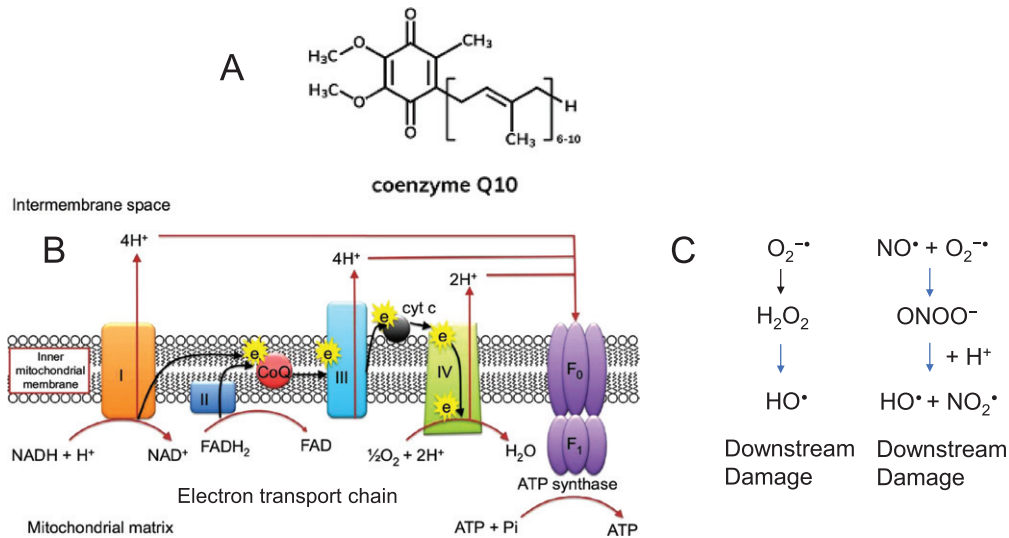 A
O
O
H₃C
CH₃
H₃C
O
O
CH₃
H
6-10
coenzyme Q10
Intermembrane space
B
4H⁺
4H⁺
2H⁺
cyt c
e
e
e
e
e
Inner
mitochondrial
membrane
I
II
CoQ
III
IV
F₀
F₁
NADH + H⁺
NAD⁺
FADH₂
FAD
½O₂ + 2H⁺
H₂O
ATP synthase
Electron transport chain
ATP + Pi
ATP
Mitochondrial matrix
C
O₂⁻•
H₂O₂
HO•
Downstream
Damage
NO• + O₂⁻•
ONOO⁻
+ H⁺
HO• + NO₂•
Downstream
Damage